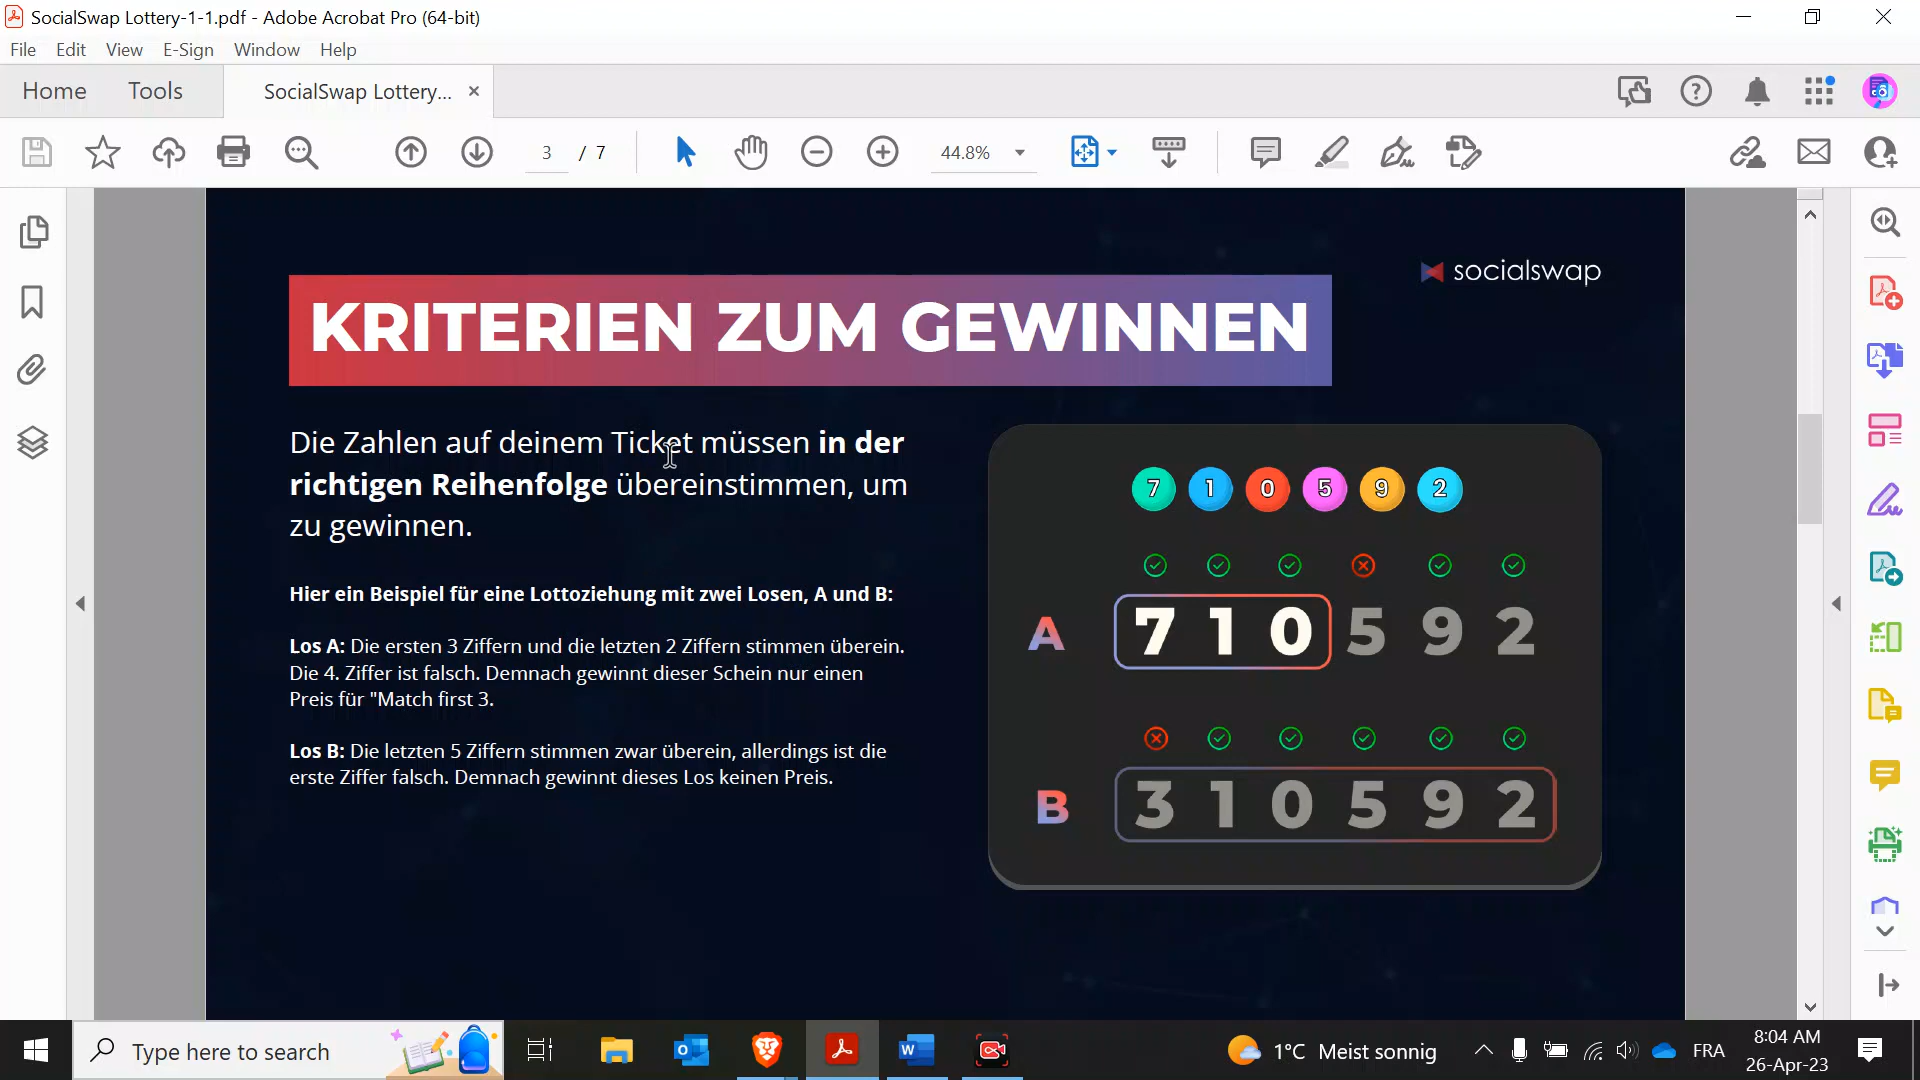 SocialSwap Lottery-1-1.pdf - Adobe Acrobat Pro (64-bit)
File Edit View E-Sign Window Help
Home Tools SocialSwap Lottery...
3 / 7 44.8%
socialswap
KRITERIEN ZUM GEWINNEN
Die Zahlen auf deinem Ticket müssen in der
richtigen Reihenfolge übereinstimmen, um
zu gewinnen.
Hier ein Beispiel für eine Lottoziehung mit zwei Losen, A und B:
Los A: Die ersten 3 Ziffern und die letzten 2 Ziffern stimmen überein.
Die 4. Ziffer ist falsch. Demnach gewinnt dieser Schein nur einen
Preis für "Match first 3.
Los B: Die letzten 5 Ziffern stimmen zwar überein, allerdings ist die
erste Ziffer falsch. Demnach gewinnt dieses Los keinen Preis.
7 1 0 5 9 2
A 7 1 0 5 9 2
B 3 1 0 5 9 2
Type here to search
1°C Meist sonnig
FRA
8:04 AM
26-Apr-23